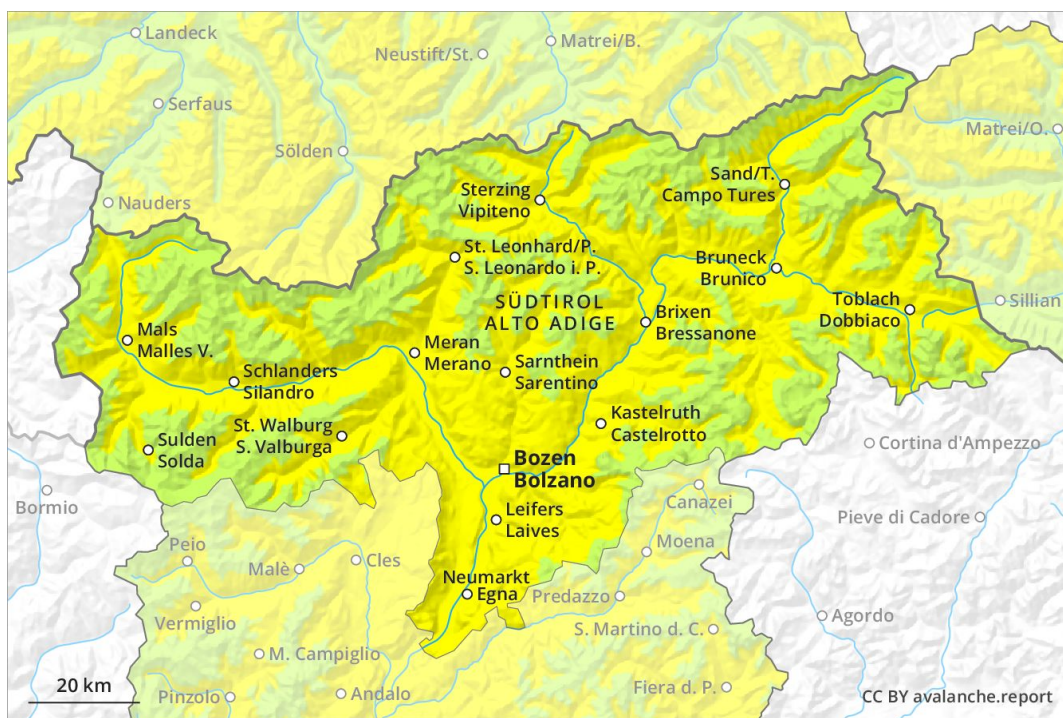 Landeck
Neustift/St.
Matrei/B.
Serfaus
Sölden
Matrei/O.
Nauders
Sterzing
Vipiteno
Sand/T.
Campo Tures
St. Leonhard/P.
S. Leonardo i. P.
Bruneck
Brunico
SÜDTIROL
ALTO ADIGE
Toblach
Dobbiaco
Sillian
Mals
Malles V.
Meran
Merano
Brixen
Bressanone
Schlanders
Silandro
Sarnthein
Sarentino
St. Walburg
S. Valburga
Kastelruth
Castelrotto
Sulden
Solda
Cortina d'Ampezzo
Bozen
Bolzano
Bormio
Canazei
Leifers
Laives
Pieve di Cadore
Peio
Malè
Cles
Moena
Neumarkt
Egna
Predazzo
Vermiglio
Agordo
S. Martino d. C.
M. Campiglio
20 km
Pinzolo
Andalo
Fiera d. P.
CC BY avalanche.report